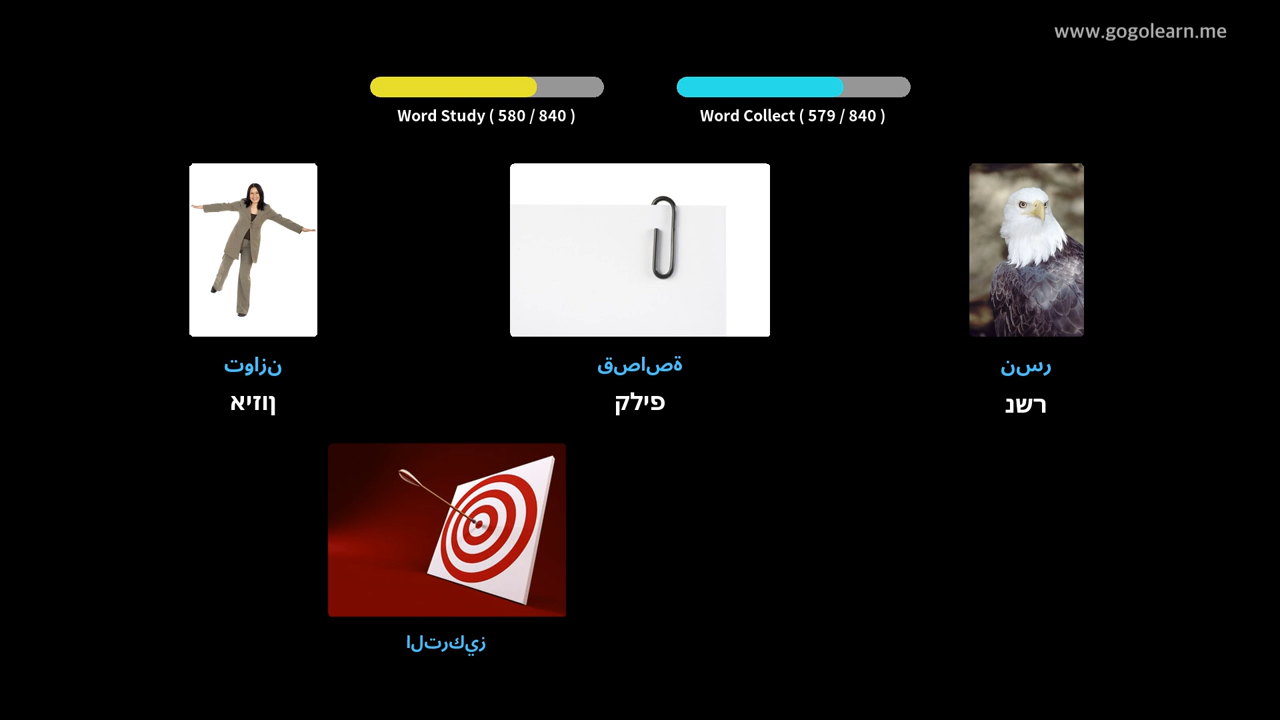 www.gogolearn.me
Word Study ( 580 / 840 )
Word Collect ( 579 / 840 )
توازن
איזון
قصاصة
קליפ
نسر
נשר
التركيز